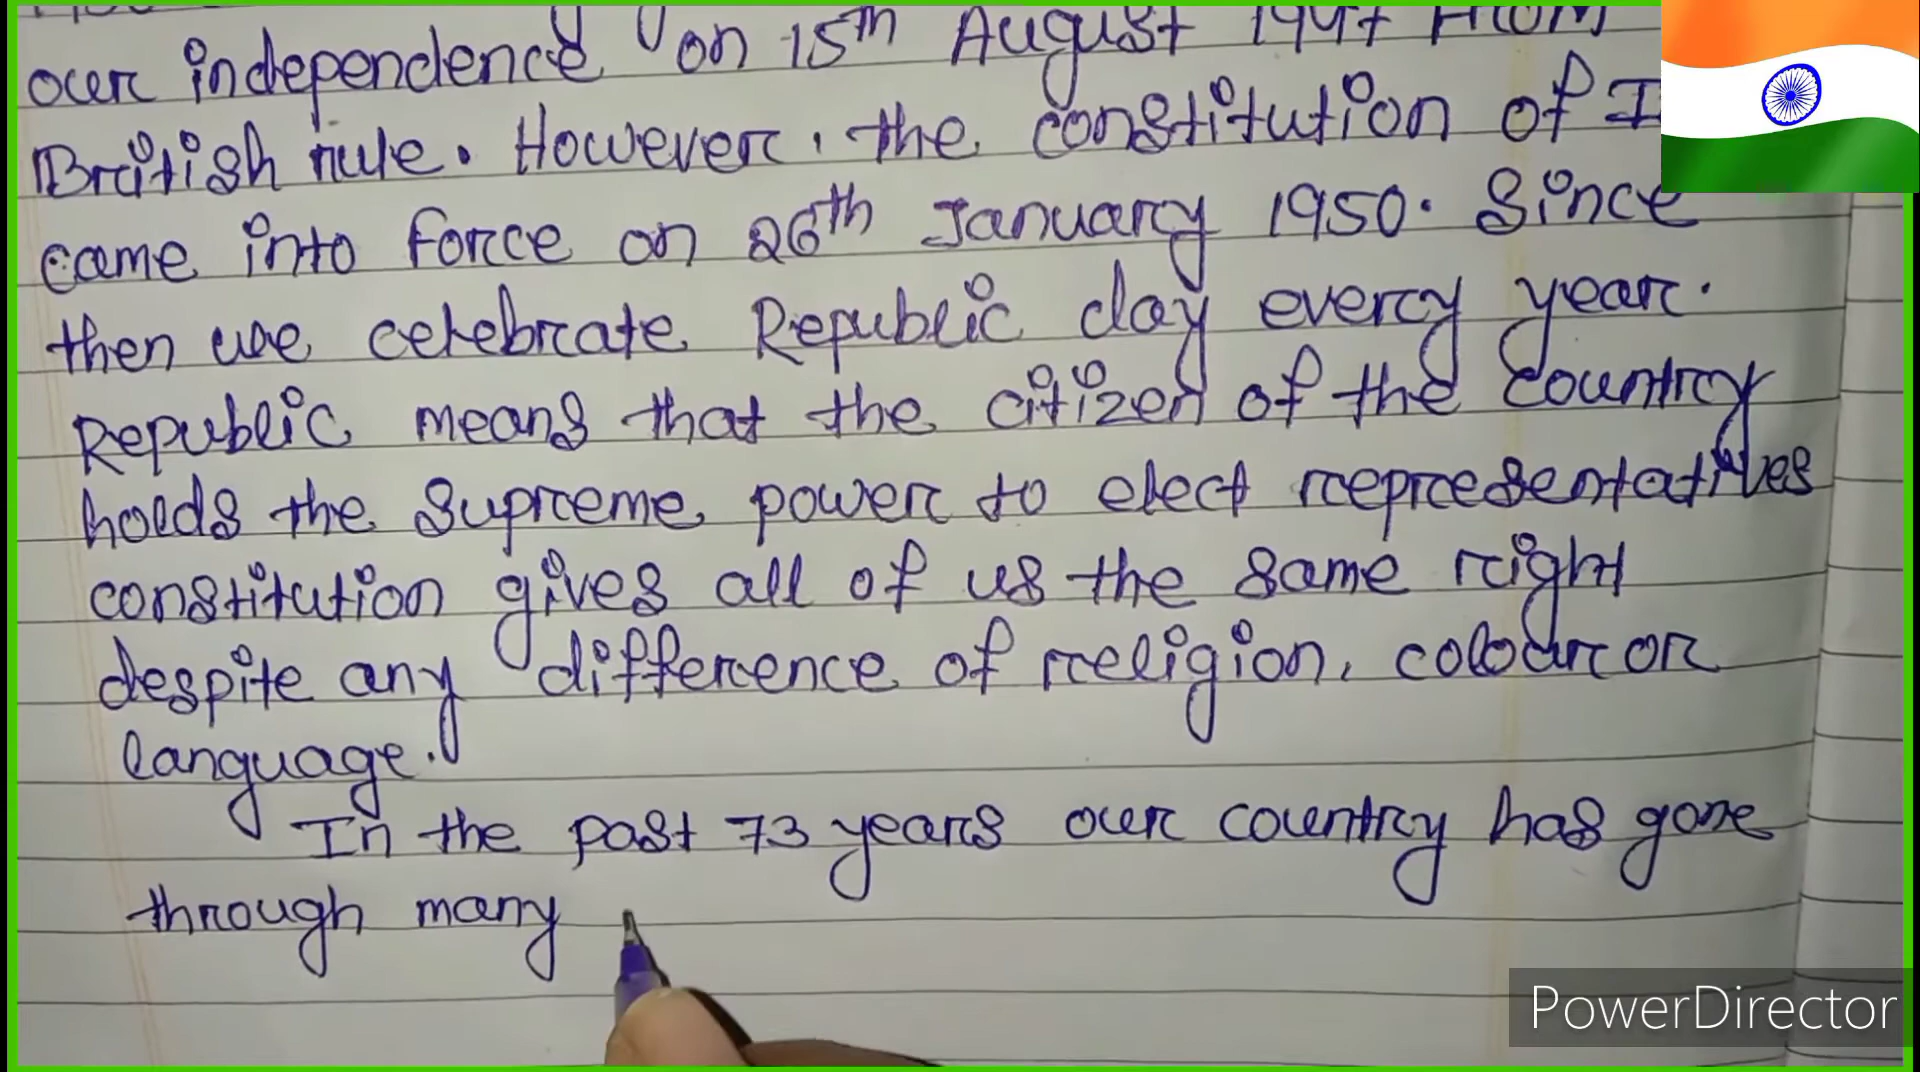 our independence on 15th August 1947 from
British rule. However, the constitution of I
came into force on 26th January 1950. Since
then we celebrate Republic day every year.
Republic means that the citizen of the country
holds the supreme power to elect representatives
constitution gives all of us the same right
despite any difference of religion, colour or
language.
In the past 73 years our country has gone
through many
PowerDirector